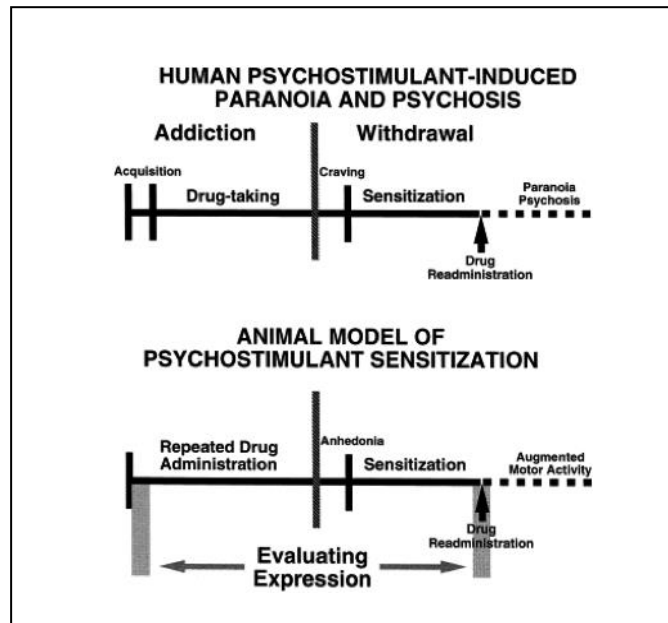 HUMAN PSYCHOSTIMULANT-INDUCED
PARANOIA AND PSYCHOSIS
Addiction
Withdrawal
Acquisition
Craving
Drug-taking
Sensitization
Paranoia
Psychosis
Drug
Readministration
ANIMAL MODEL OF
PSYCHOSTIMULANT SENSITIZATION
Repeated Drug
Administration
Anhedonia
Sensitization
Augmented
Motor Activity
Drug
Readministration
Evaluating
Expression